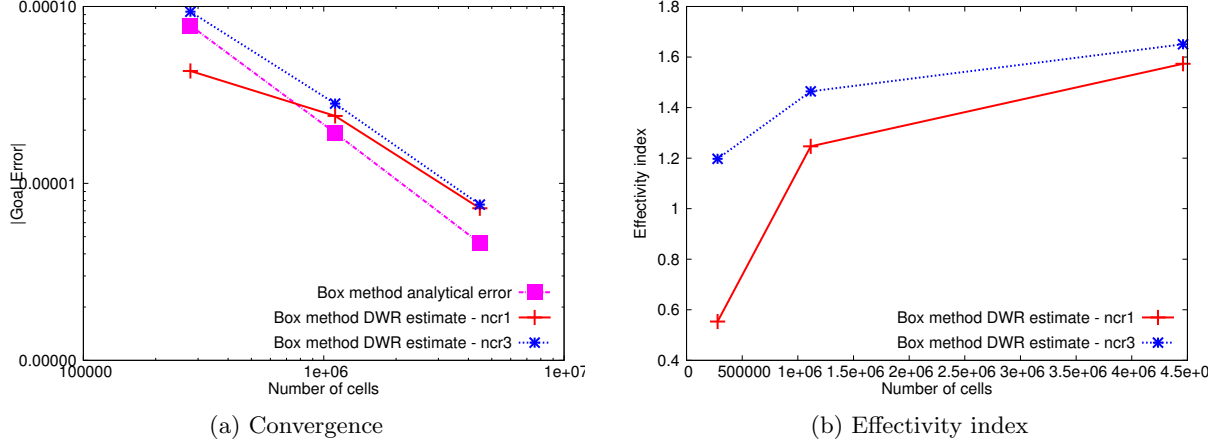 0.00010
0.00001
0.00000
|Goal Error|
100000
1e+06
1e+07
Number of cells
Box method analytical error
Box method DWR estimate - ncr1
Box method DWR estimate - ncr3
(a) Convergence
1.8
1.6
1.4
1.2
1
0.8
0.6
0.4
Effectivity index
0
500000
1e+06
1.5e+06
2e+06
2.5e+06
3e+06
3.5e+06
4e+06
4.5e+06
Number of cells
Box method DWR estimate - ncr1
Box method DWR estimate - ncr3
(b) Effectivity index